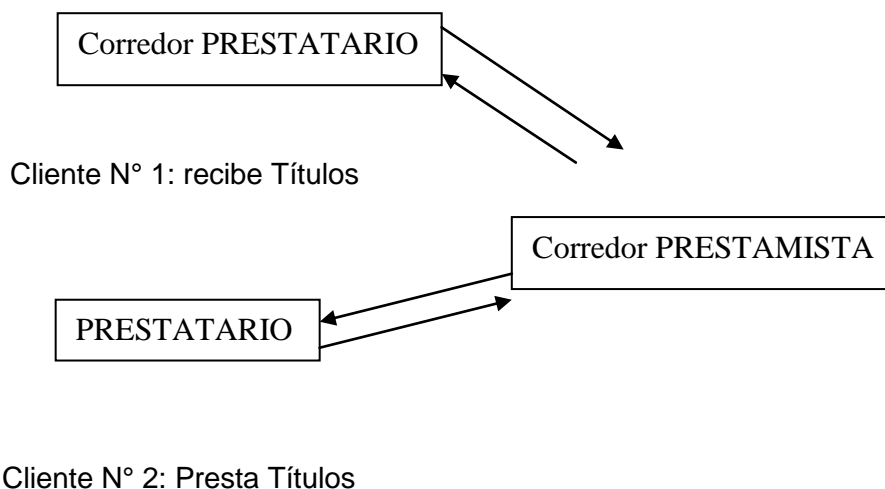 Corredor PRESTATARIO
Cliente N° 1: recibe Títulos
Corredor PRESTAMISTA
PRESTATARIO
Cliente N° 2: Presta Títulos